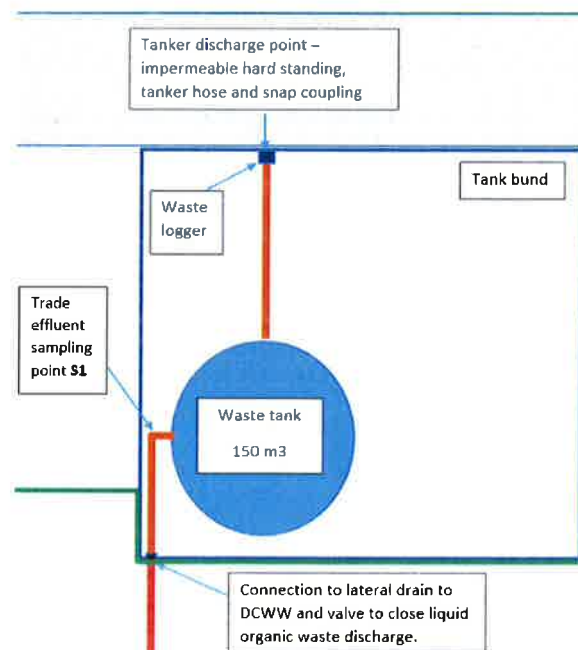 Tanker discharge point –
impermeable hard standing,
tanker hose and snap coupling
Tank bund
Waste
logger
Trade
effluent
sampling
point S1
Waste tank
150 m3
Connection to lateral drain to
DCWW and valve to close liquid
organic waste discharge.